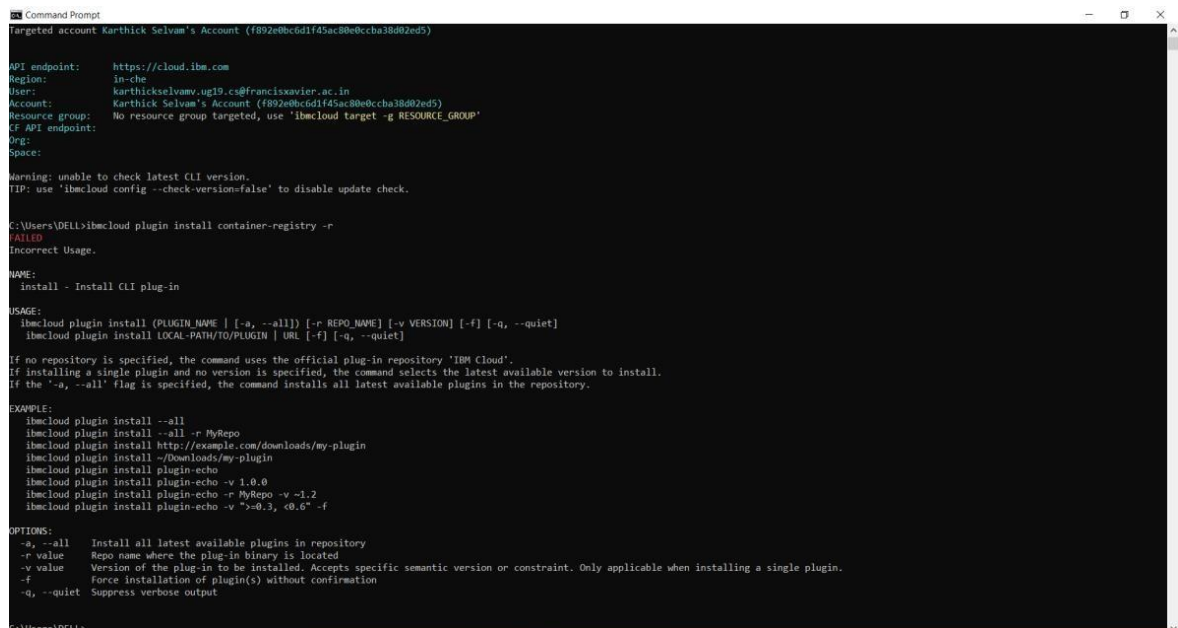 Command Prompt
Targeted account Karthick Selvam's Account (f892e0bc6d1f45ac80e0ccba38d02ed5)
API endpoint: https://cloud.ibm.com
Region: in-che
User: karthickselvamv.ug19.cs@francisxavier.ac.in
Account: Karthick Selvam's Account (f892e0bc6d1f45ac80e0ccba38d02ed5)
Resource group: No resource group targeted, use 'ibmcloud target -g RESOURCE_GROUP'
CF API endpoint:
Org:
Space:
Warning: unable to check latest CLI version.
TIP: use 'ibmcloud config --check-version=false' to disable update check.
C:\Users\DELL>ibmcloud plugin install container-registry -r
FAILED
Incorrect Usage.
NAME:
install - Install CLI plug-in
USAGE:
ibmcloud plugin install (PLUGIN_NAME | [-a, --all]) [-r REPO_NAME] [-v VERSION] [-f] [-q, --quiet]
ibmcloud plugin install LOCAL-PATH/TO/PLUGIN | URL [-f] [-q, --quiet]
If no repository is specified, the command uses the official plug-in repository 'IBM Cloud'.
If installing a single plugin and no version is specified, the command selects the latest available version to install.
If the '-a, --all' flag is specified, the command installs all latest available plugins in the repository.
EXAMPLE:
ibmcloud plugin install --all
ibmcloud plugin install --all -r MyRepo
ibmcloud plugin install http://example.com/downloads/my-plugin
ibmcloud plugin install ~/Downloads/my-plugin
ibmcloud plugin install plugin-echo
ibmcloud plugin install plugin-echo -v 1.0.0
ibmcloud plugin install plugin-echo -r MyRepo -v ~1.2
ibmcloud plugin install plugin-echo -v ">=0.3, <0.6" -f
OPTIONS:
-a, --all Install all latest available plugins in repository
-r value Repo name where the plug-in binary is located
-v value Version of the plug-in to be installed. Accepts specific semantic version or constraint. Only applicable when installing a single plugin.
-f Force installation of plugin(s) without confirmation
-q, --quiet Suppress verbose output
C:\Users\DELL>